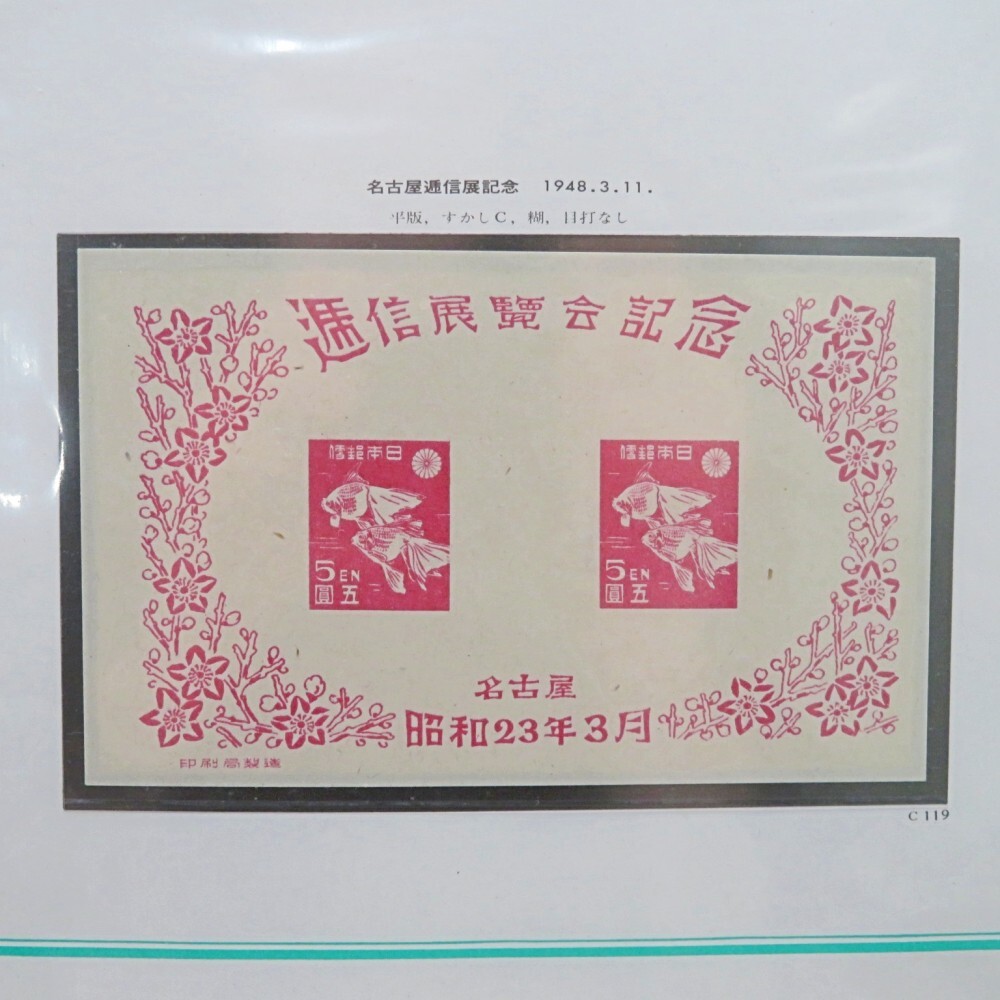 名古屋逓信展記念 1948.3.11.
平版,すかしC,糊,目打なし
逓信展覽会記念
便郵本日
5EN
圓五
便郵本日
5EN
圓五
名古屋
昭和23年3月
印刷局製造
C119